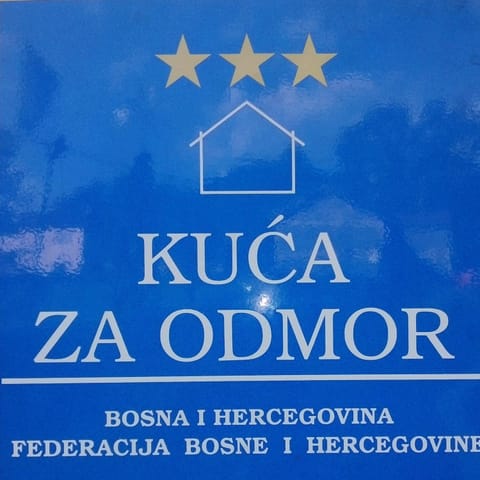 KUĆA
ZA ODMOR
BOSNA I HERCEGOVINA
FEDERACIJA BOSNE I HERCEGOVINE